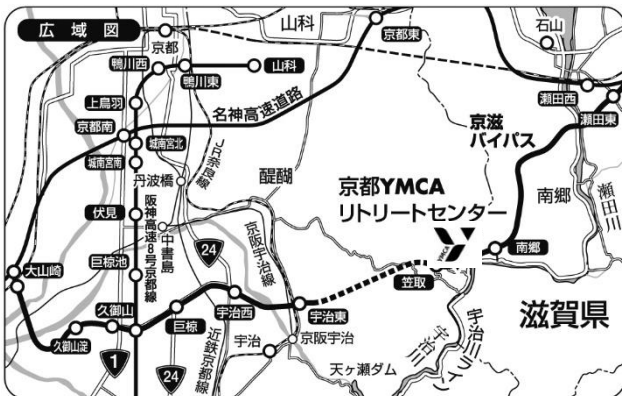 広域図
京都
山科
京都東
石山
鴨川西
鴨川東
山科
瀬田西
瀬田東
上鳥羽
名神高速道路
京都南
城南宮北
城南宮南
JR奈良線
京滋
バイパス
丹波橋
醍醐
京都YMCA
リトリートセンター
南郷
瀬田川
伏見
阪神高速8号京都線
中書島
24
京阪宇治線
YMCA
南郷
大山崎
巨椋池
笠取
久御山
宇治西
宇治東
滋賀県
久御山淀
巨椋
近鉄京都線
宇治
京阪宇治
宇治川
宇治川ライン
1
24
天ヶ瀬ダム